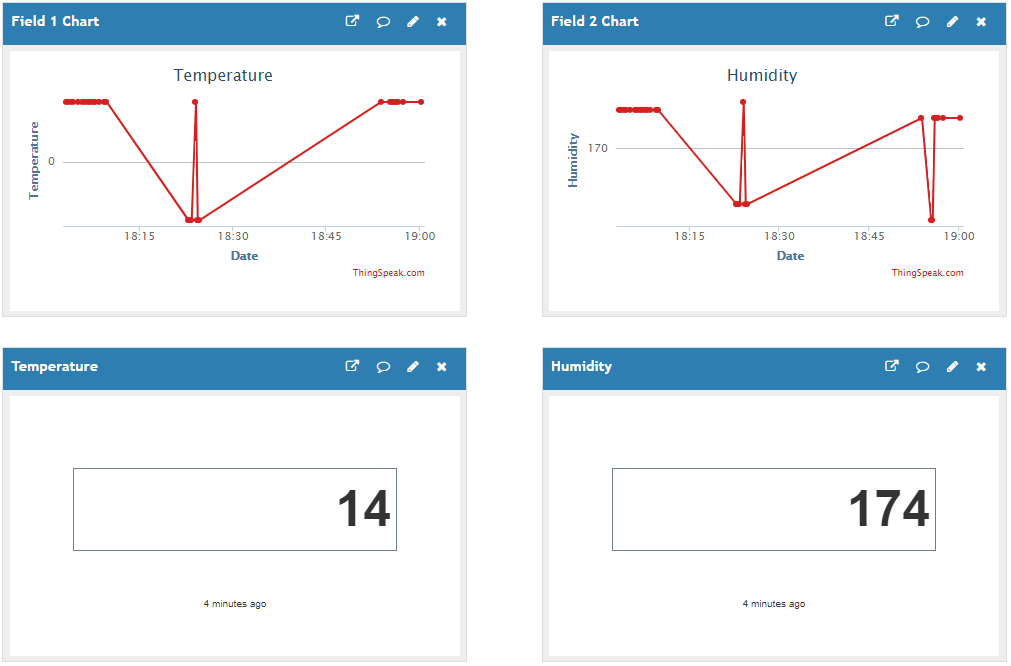 Field 1 Chart
Temperature
Temperature
0
18:15 18:30 18:45 19:00
Date
ThingSpeak.com
Field 2 Chart
Humidity
Humidity
170
18:15 18:30 18:45 19:00
Date
ThingSpeak.com
Temperature
14
4 minutes ago
Humidity
174
4 minutes ago